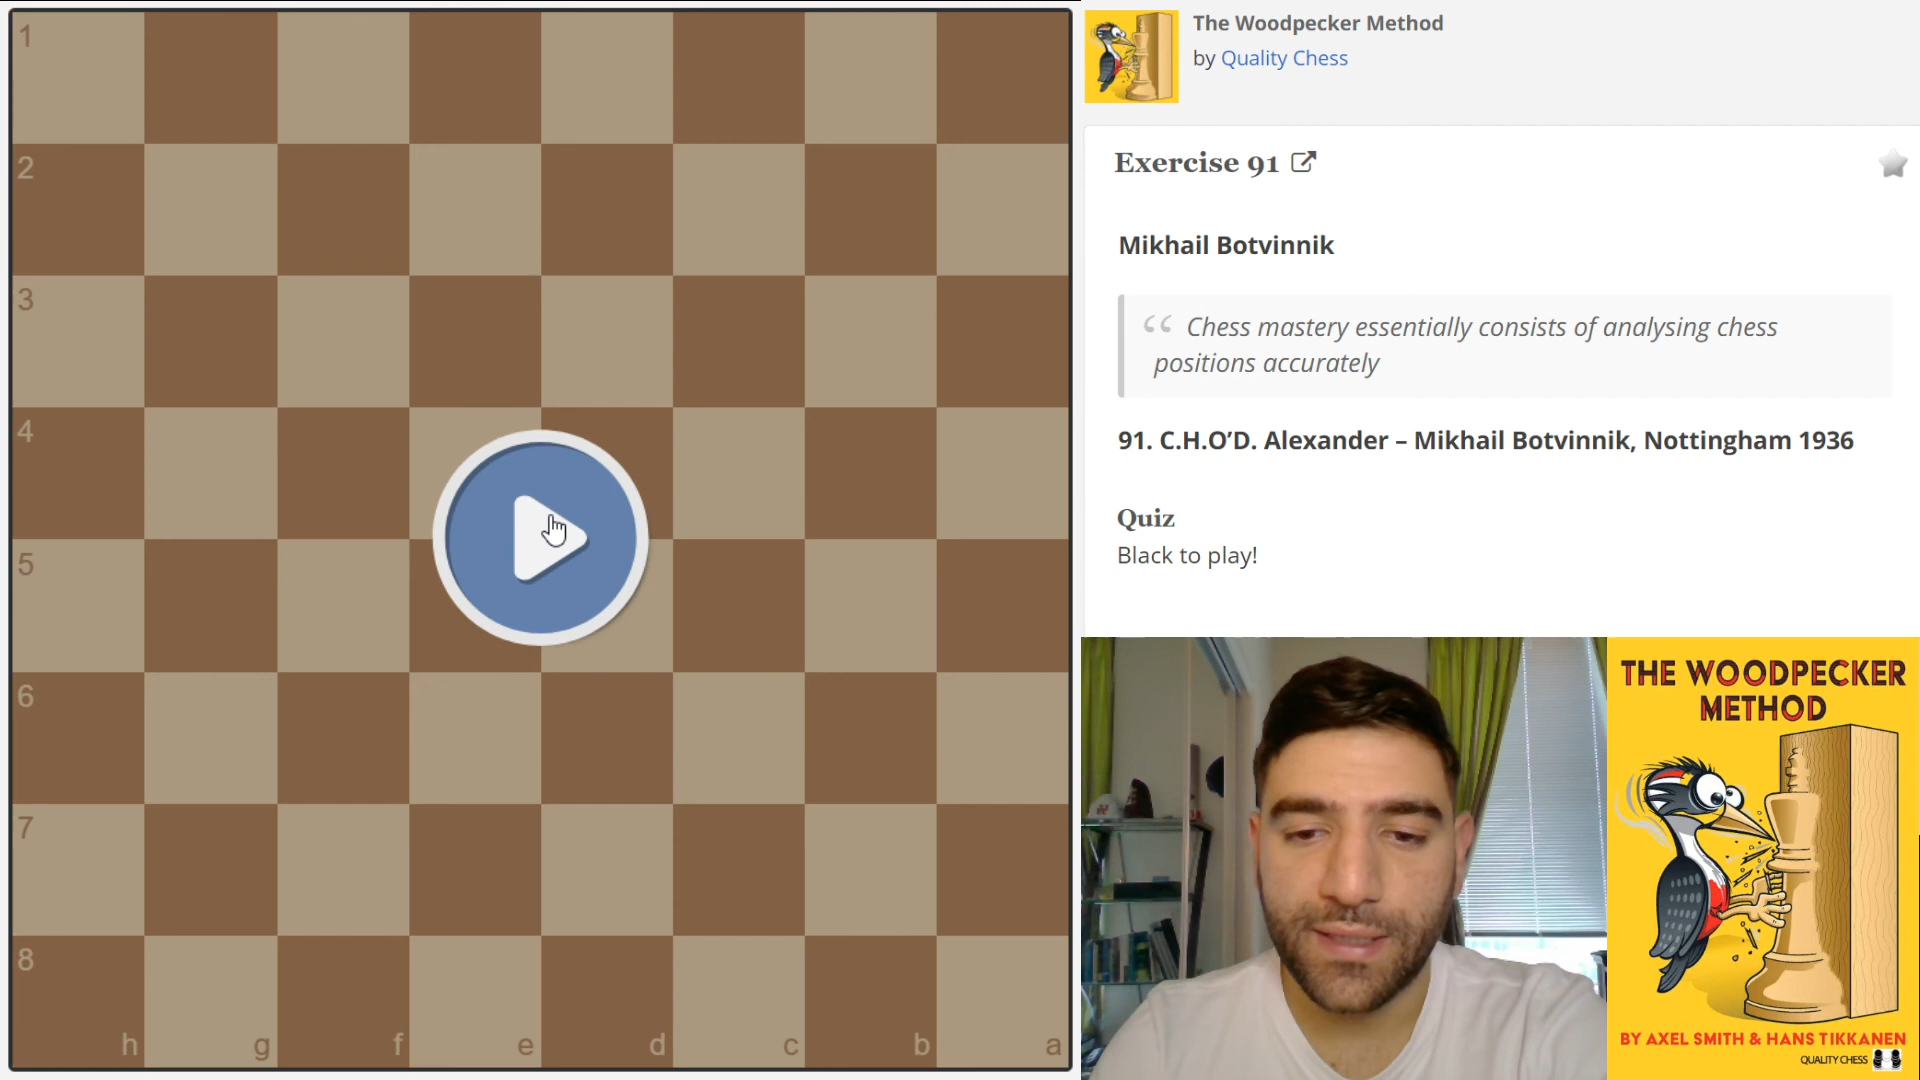 1
2
3
4
5
6
7
8
h g f e d c b a
The Woodpecker Method
by Quality Chess
Exercise 91
Mikhail Botvinnik
“ Chess mastery essentially consists of analysing chess
positions accurately
91. C.H.O’D. Alexander – Mikhail Botvinnik, Nottingham 1936
Quiz
Black to play!
THE WOODPECKER
METHOD
BY AXEL SMITH & HANS TIKKANEN
QUALITY CHESS